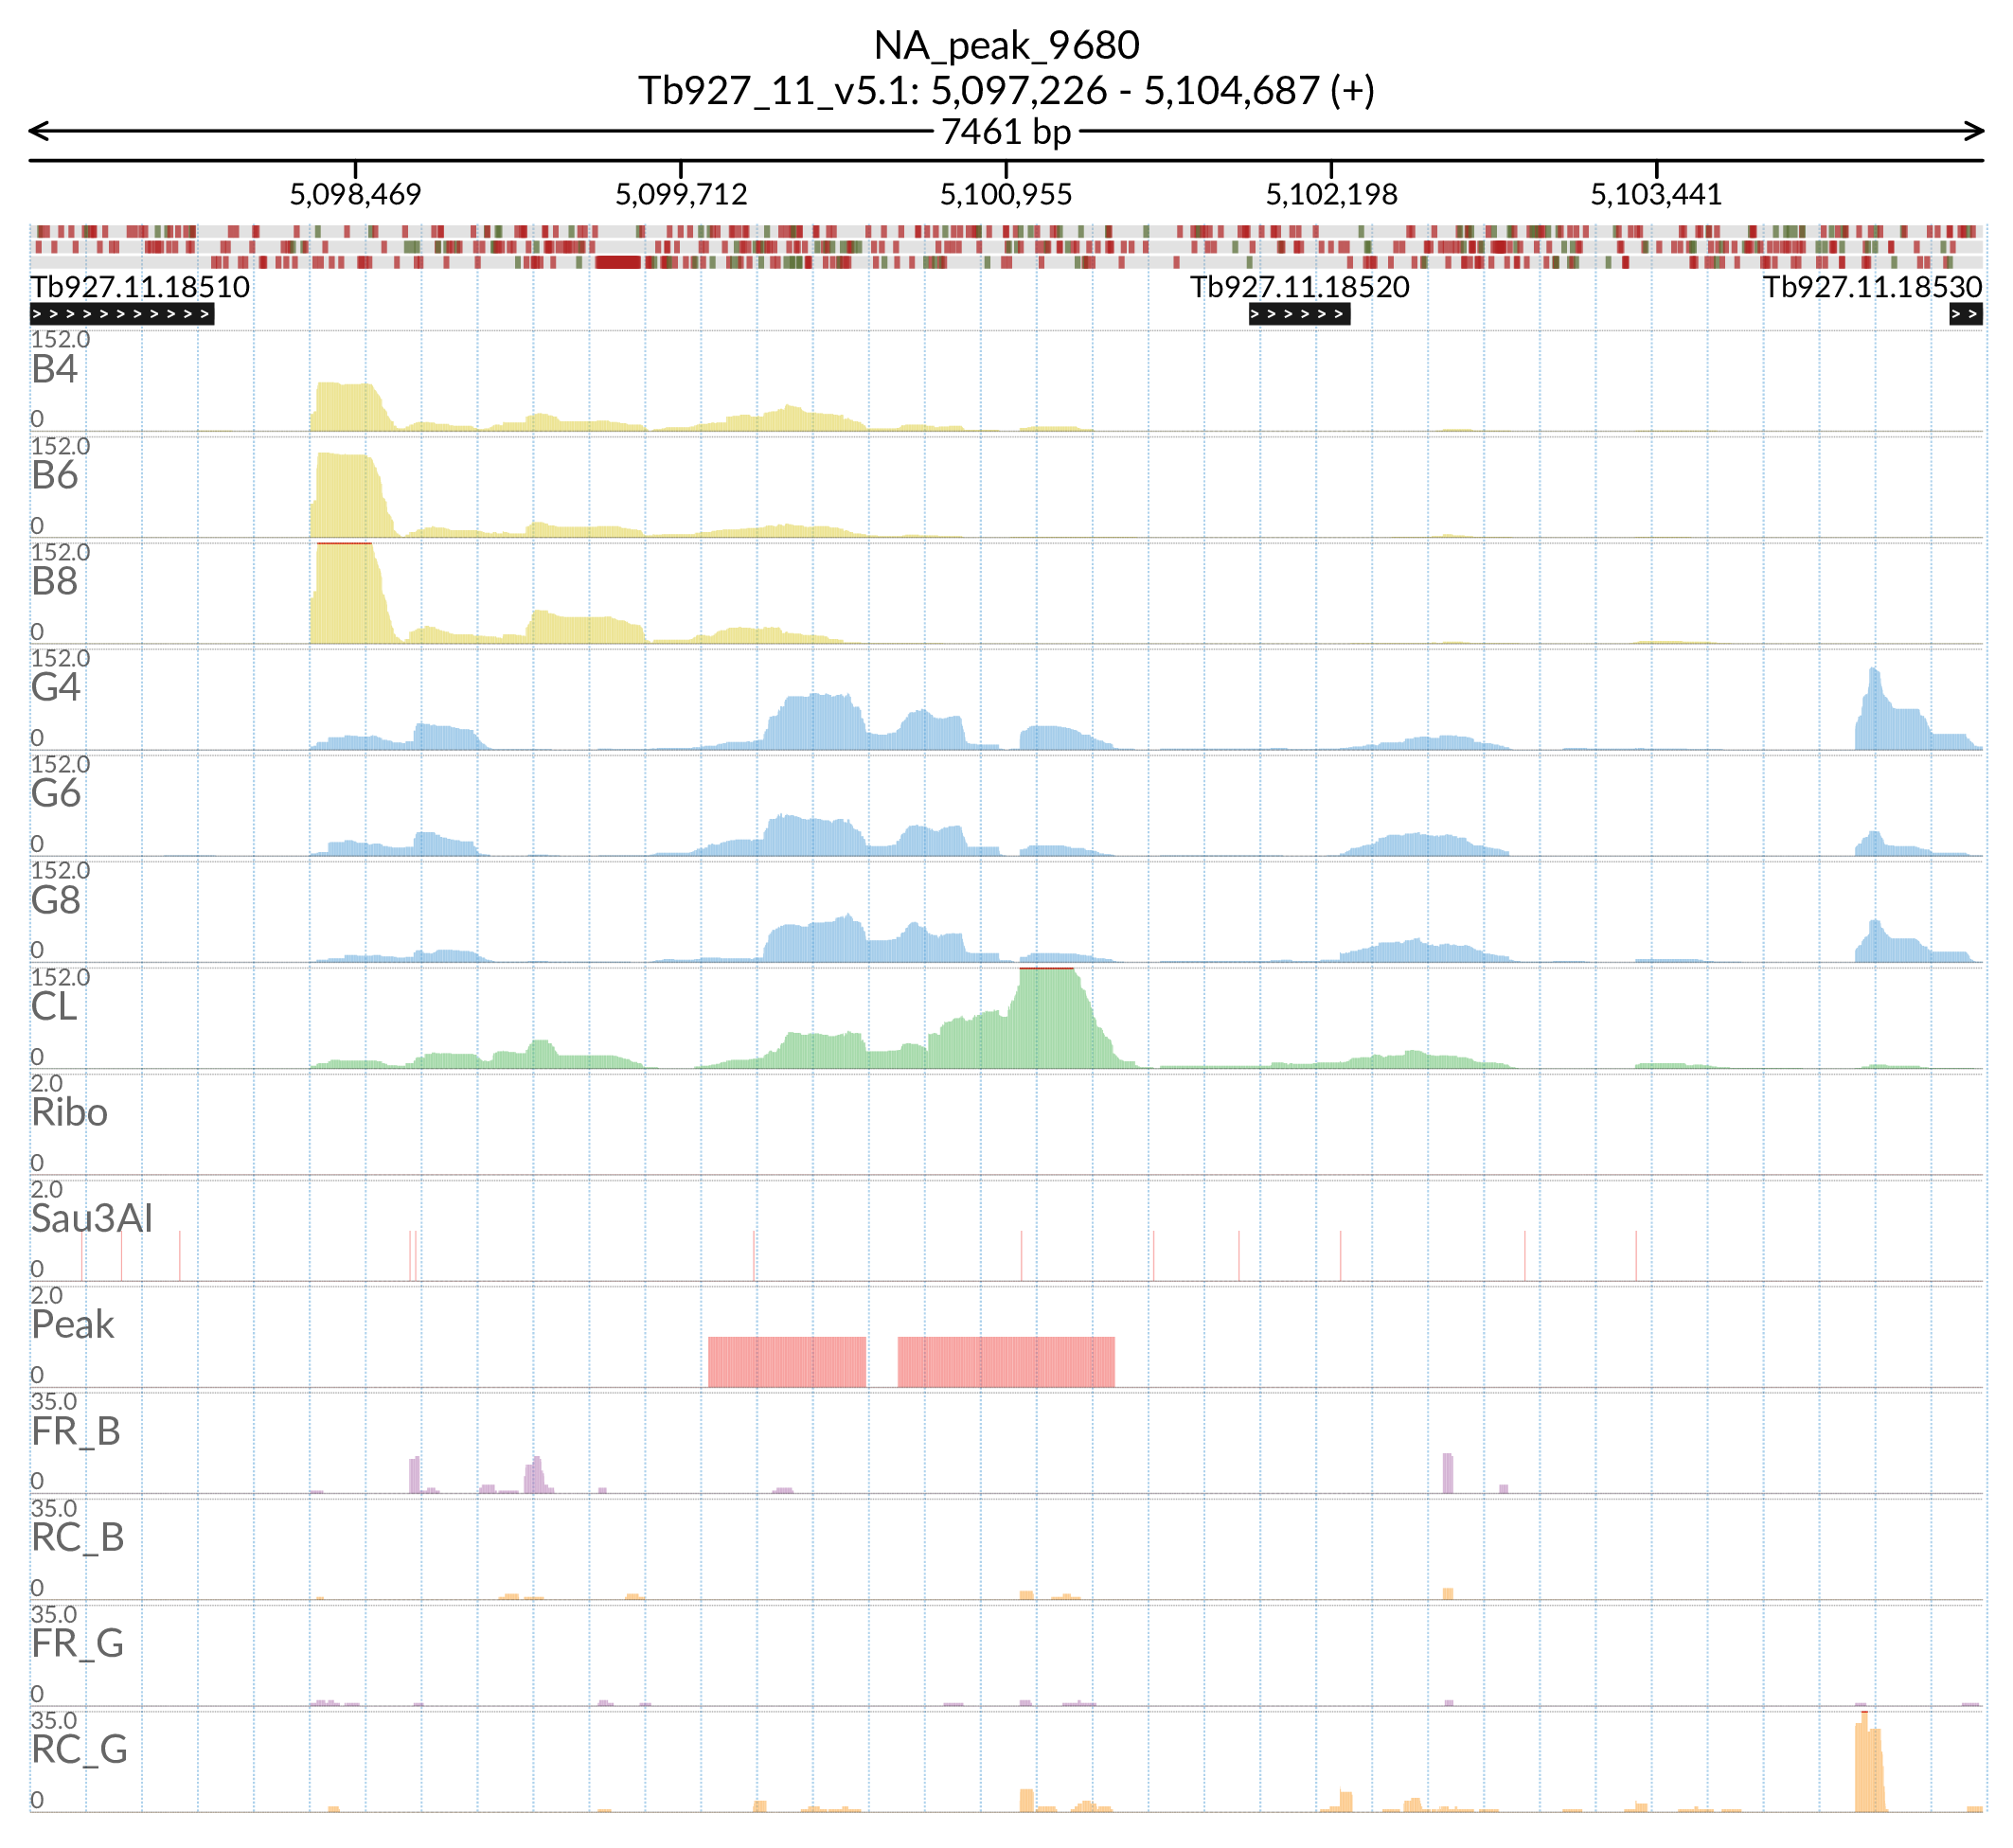 NA_peak_9680
Tb927_11_v5.1: 5,097,226 - 5,104,687 (+)
7461 bp
5,098,469 5,099,712 5,100,955 5,102,198 5,103,441
Tb927.11.18510 Tb927.11.18520 Tb927.11.18530
152.0
B4
0
152.0
B6
0
152.0
B8
0
152.0
G4
0
152.0
G6
0
152.0
G8
0
152.0
CL
0
2.0
Ribo
0
2.0
Sau3AI
0
2.0
Peak
0
35.0
FR_B
0
35.0
RC_B
0
35.0
FR_G
0
35.0
RC_G
0